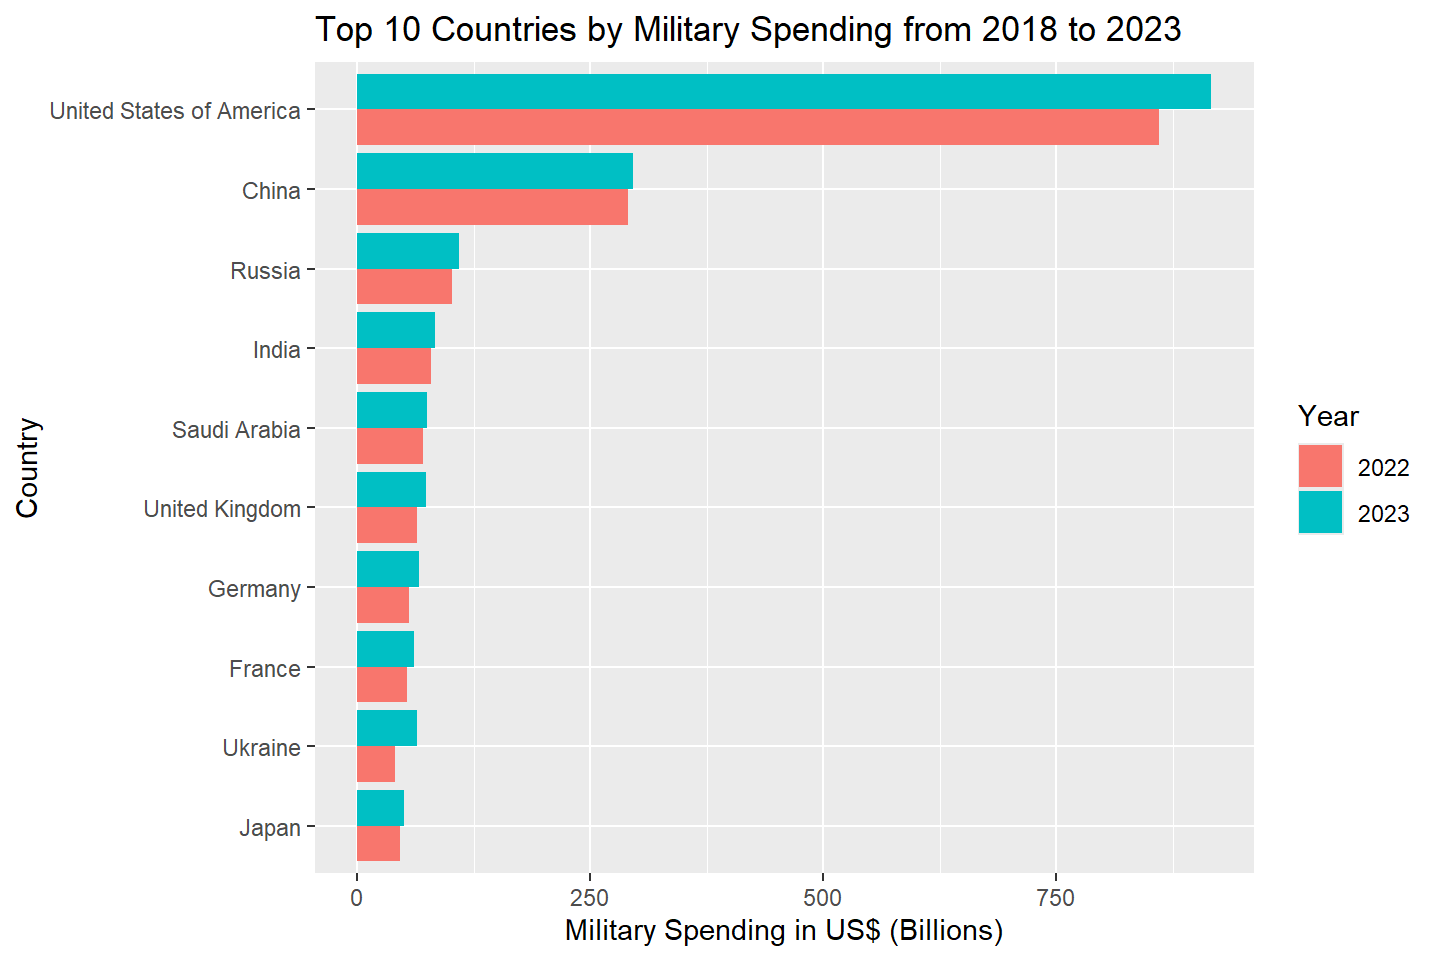 Top 10 Countries by Military Spending from 2018 to 2023
Country
United States of America
China
Russia
India
Saudi Arabia
United Kingdom
Germany
France
Ukraine
Japan
0 250 500 750
Military Spending in US$ (Billions)
Year
2022
2023